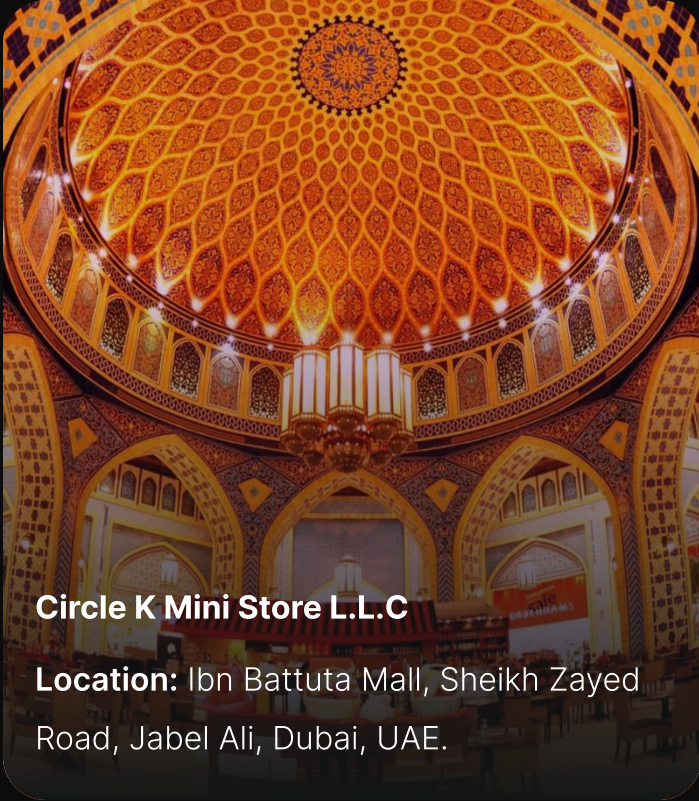 Circle K Mini Store L.L.C
Location: Ibn Battuta Mall, Sheikh Zayed
Road, Jabel Ali, Dubai, UAE.